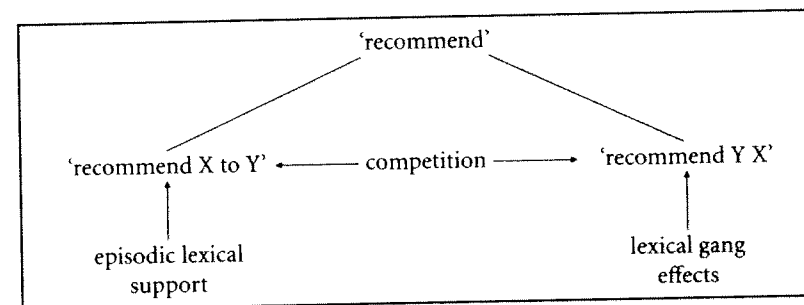 ‘recommend’
‘recommend X to Y’
competition
‘recommend Y X’
episodic lexical
support
lexical gang
effects